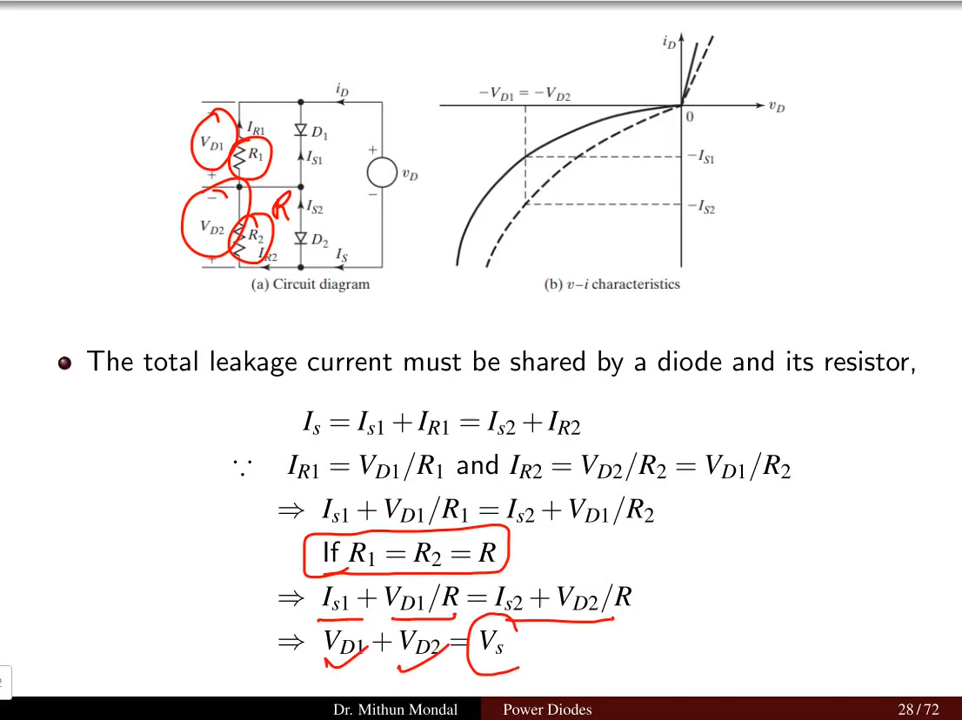 i_D
i_D
−V_D1 = −V_D2
v_D
0
I_R1
D_1
V_D1
R_1
I_S1
−I_S1
+
+
v_D
−
−
R
I_S2
−I_S2
V_D2
R_2
D_2
I_R2
I_S
+
(a) Circuit diagram
(b) v–i characteristics
The total leakage current must be shared by a diode and its resistor,
I_s = I_s1 + I_R1 = I_s2 + I_R2
∵ I_R1 = V_D1/R_1 and I_R2 = V_D2/R_2 = V_D1/R_2
⇒ I_s1 + V_D1/R_1 = I_s2 + V_D1/R_2
If R_1 = R_2 = R
⇒ I_s1 + V_D1/R = I_s2 + V_D2/R
⇒ V_D1 + V_D2 = V_s
Dr. Mithun Mondal Power Diodes 28 / 72